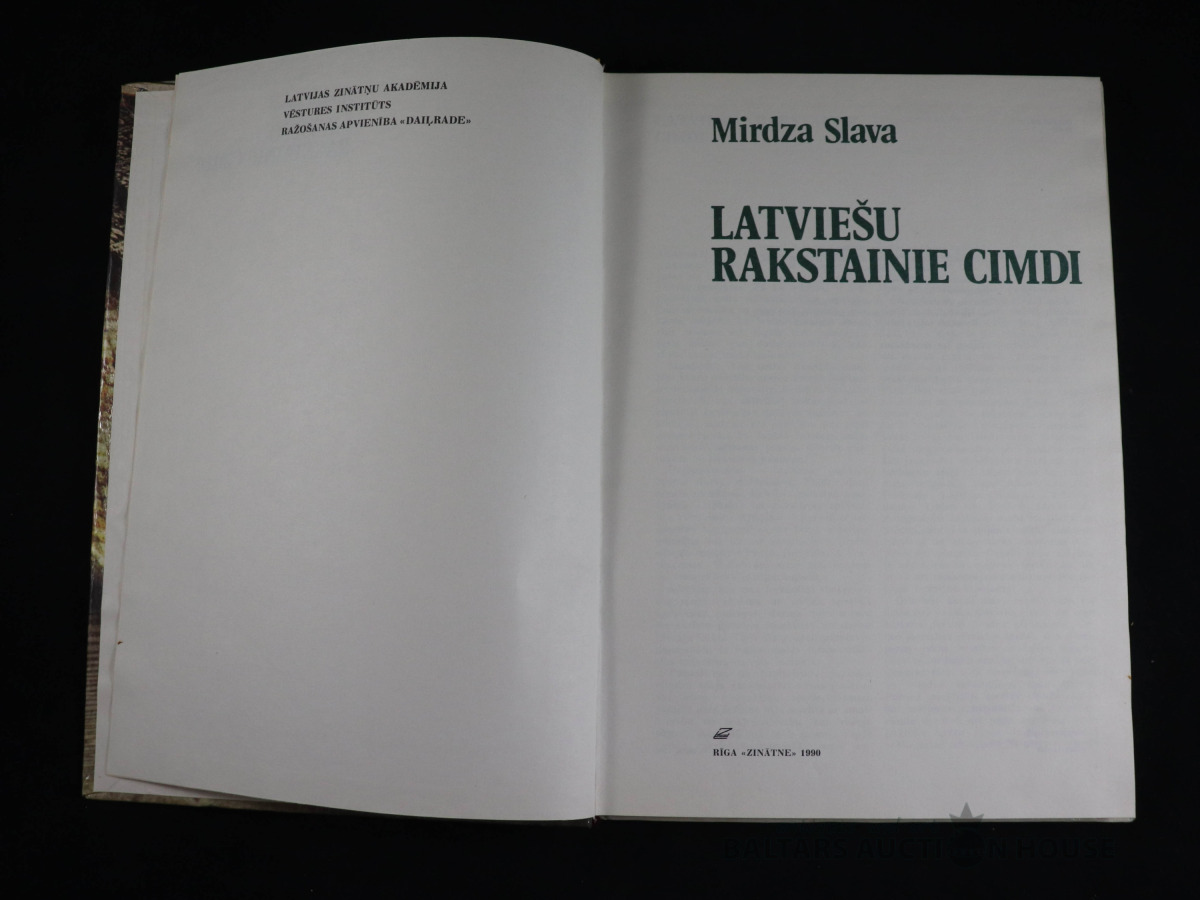 LATVIJAS ZINĀTŅU AKADĒMIJA
VĒSTURES INSTITŪTS
RAŽOŠANAS APVIENĪBA «DAIĻRADE»
Mirdza Slava
LATVIEŠU
RAKSTAINIE CIMDI
RĪGA «ZINĀTNE» 1990
BALTARS AUCTION HOUSE